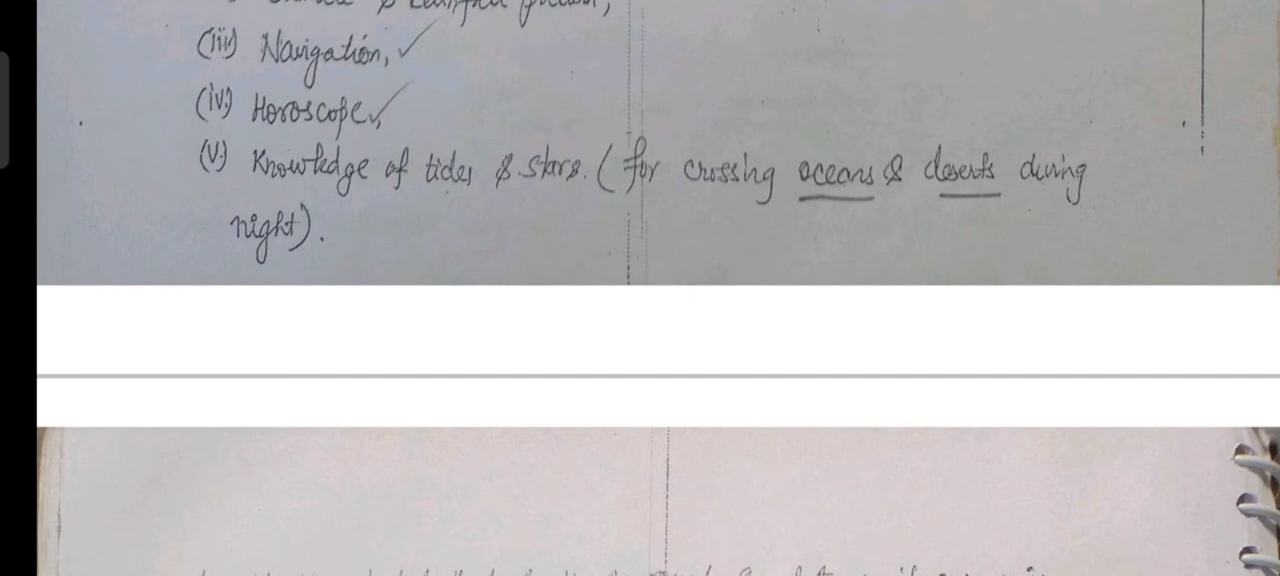 (iii) Navigation,
(iv) Horoscope,
(v.) Knowledge of tides & stars. (for crossing oceans & deserts during
night).